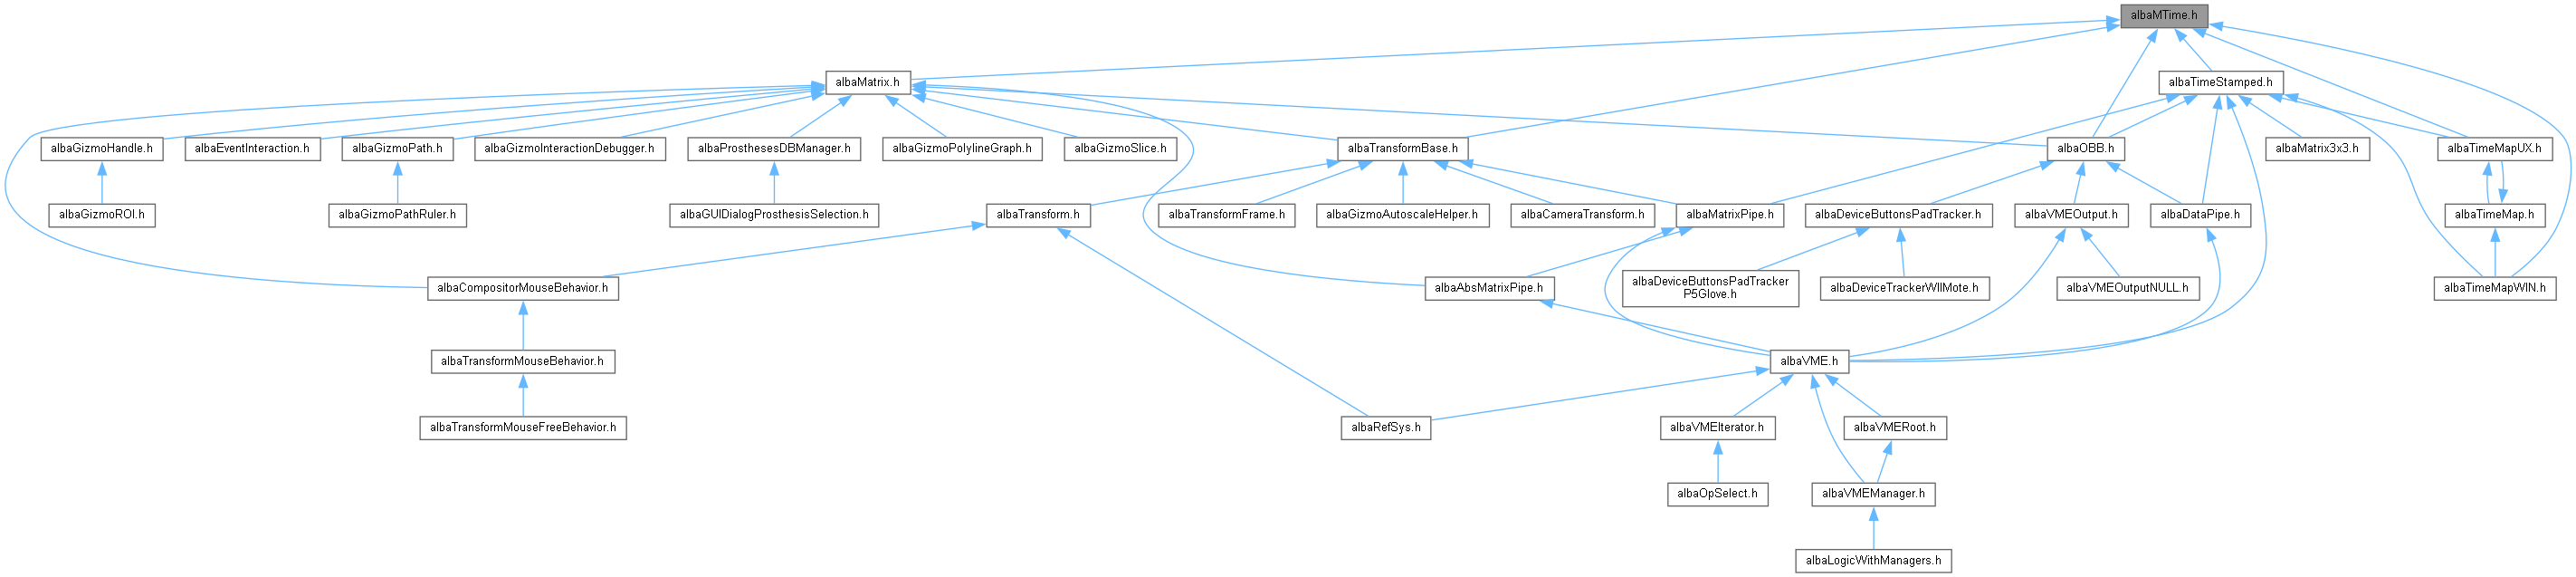 albaMTime.h
albaMatrix.h
albaTimeStamped.h
albaGizmoHandle.h
albaEventInteraction.h
albaGizmoPath.h
albaGizmoInteractionDebugger.h
albaProsthesesDBManager.h
albaGizmoPolylineGraph.h
albaGizmoSlice.h
albaTransformBase.h
albaOBB.h
albaMatrix3x3.h
albaTimeMapUX.h
albaGizmoROI.h
albaGizmoPathRuler.h
albaGUIDialogProsthesisSelection.h
albaTransform.h
albaTransformFrame.h
albaGizmoAutoscaleHelper.h
albaCameraTransform.h
albaMatrixPipe.h
albaDeviceButtonsPadTracker.h
albaVMEOutput.h
albaDataPipe.h
albaTimeMap.h
albaCompositorMouseBehavior.h
albaAbsMatrixPipe.h
albaDeviceButtonsPadTracker
P5Glove.h
albaDeviceTrackerWIIMote.h
albaVMEOutputNULL.h
albaTimeMapWIN.h
albaTransformMouseBehavior.h
albaVME.h
albaTransformMouseFreeBehavior.h
albaRefSys.h
albaVMEIterator.h
albaVMERoot.h
albaOpSelect.h
albaVMEManager.h
albaLogicWithManagers.h